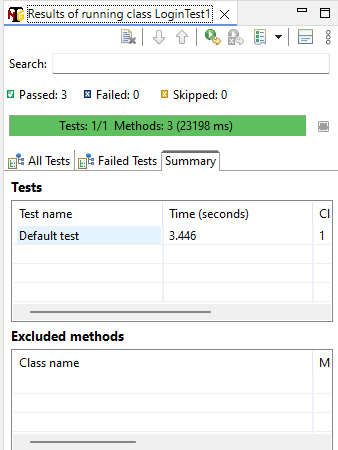 Results of running class LoginTest1
Search:
Passed: 3 Failed: 0 Skipped: 0
Tests: 1/1 Methods: 3 (23198 ms)
All Tests Failed Tests Summary
Tests
Test name Time (seconds) Cl
Default test 3.446 1
Excluded methods
Class name M